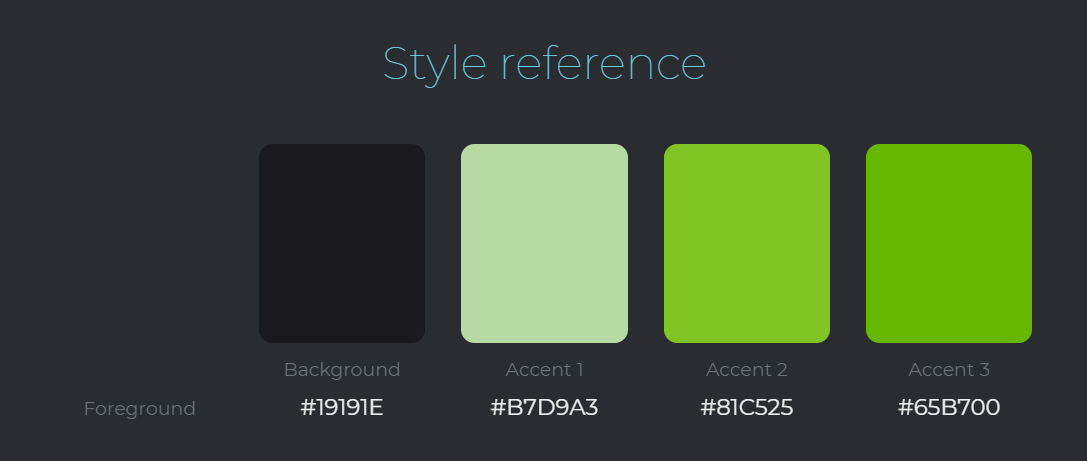 Style reference
Background Accent 1 Accent 2 Accent 3
Foreground #19191E #B7D9A3 #81C525 #65B700